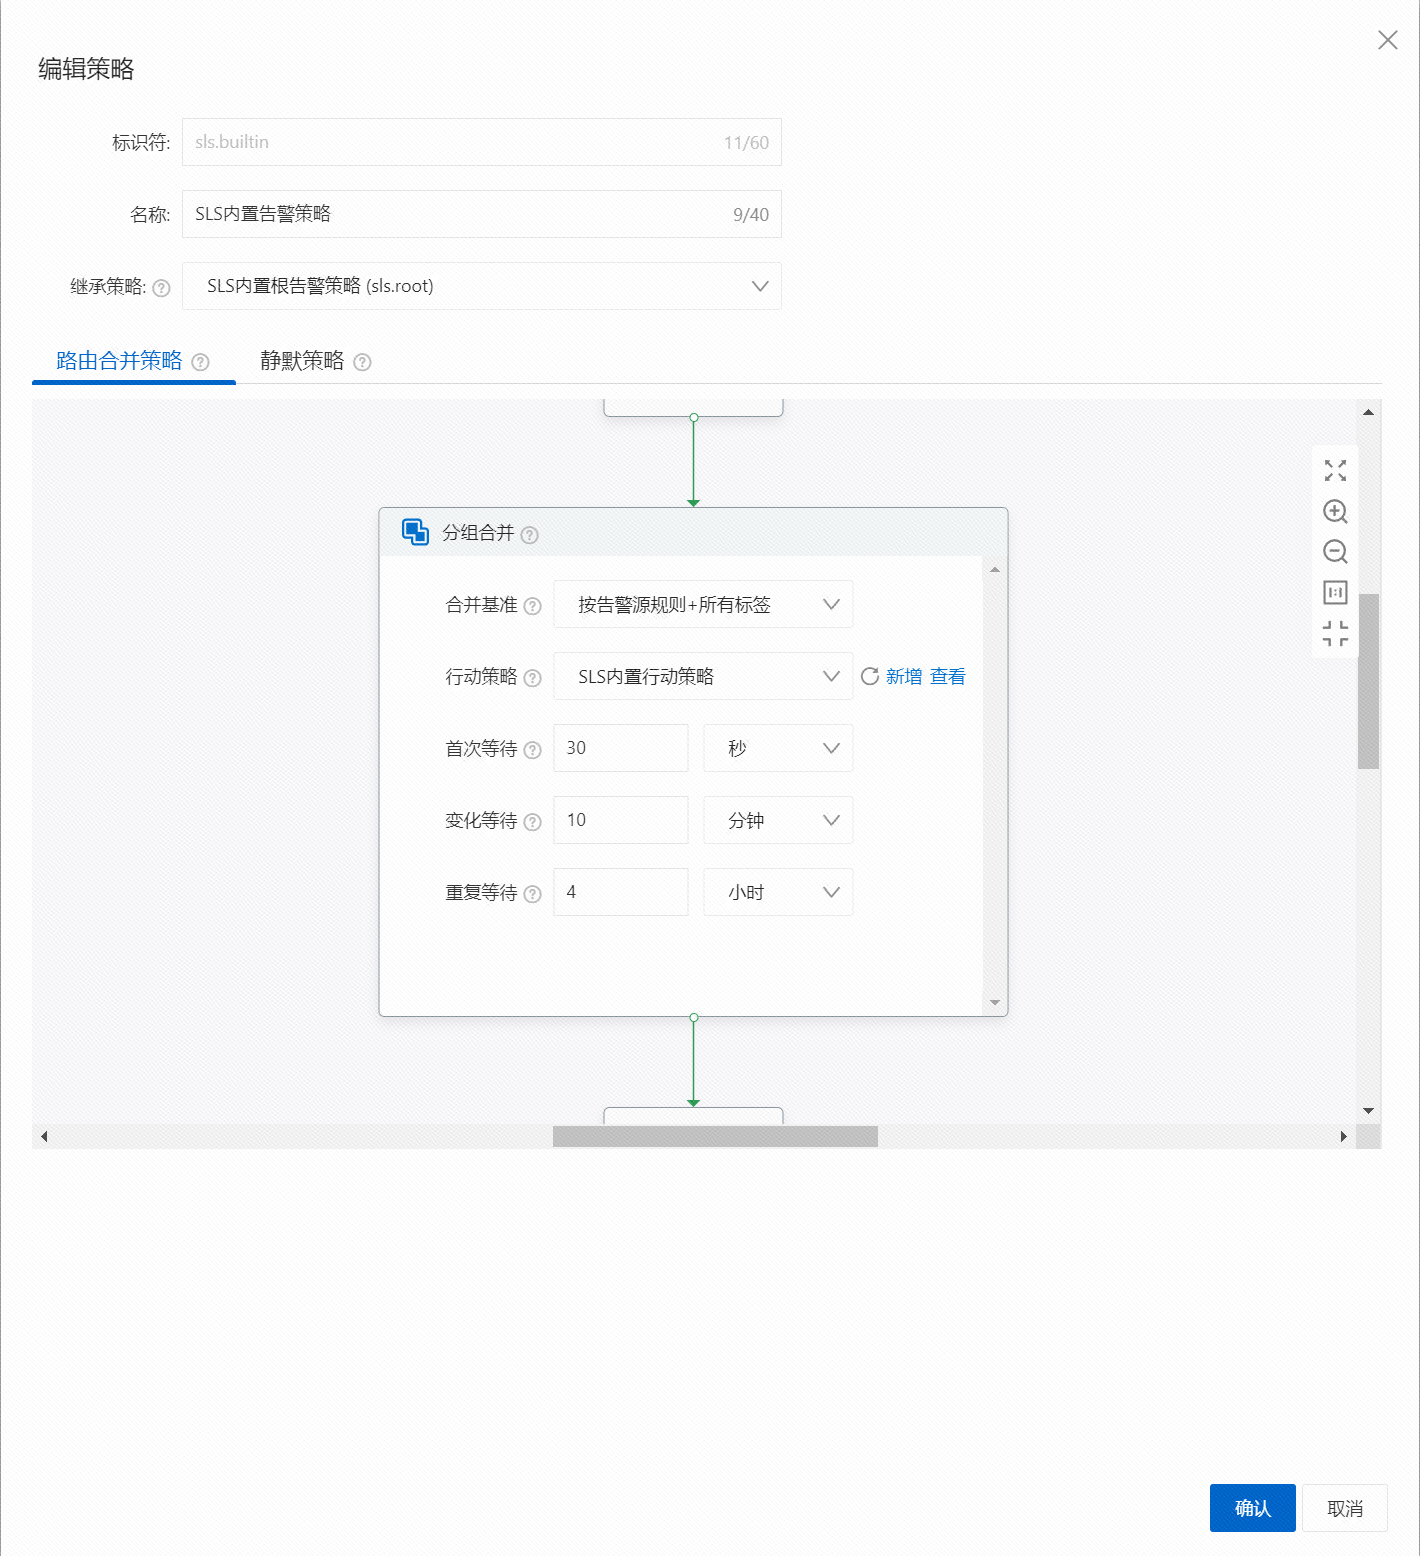 编辑策略
标识符: sls.builtin 11/60
名称: SLS内置告警策略 9/40
继承策略: SLS内置根告警策略 (sls.root)
路由合并策略 静默策略
分组合并
合并基准 按告警源规则+所有标签
行动策略 SLS内置行动策略 新增 查看
首次等待 30 秒
变化等待 10 分钟
重复等待 4 小时
确认 取消